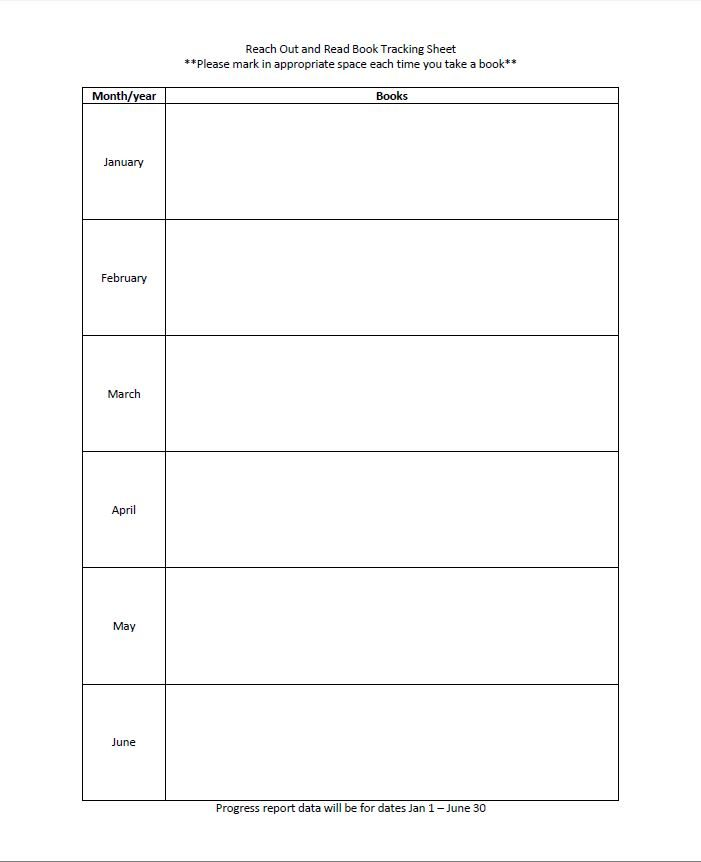 Reach Out and Read Book Tracking Sheet
**Please mark in appropriate space each time you take a book**
Month/year Books
January
February
March
April
May
June
Progress report data will be for dates Jan 1 – June 30